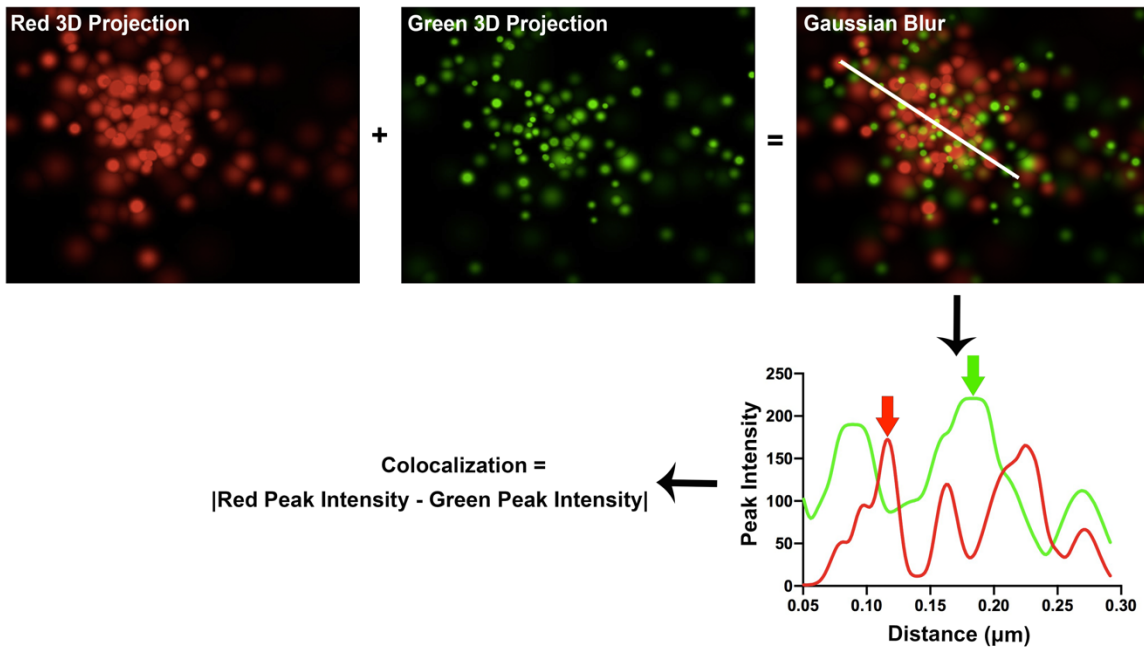 Red 3D Projection
+
Green 3D Projection
=
Gaussian Blur
Colocalization =
|Red Peak Intensity - Green Peak Intensity|
Peak Intensity
250
200
150
100
50
0
0.05 0.10 0.15 0.20 0.25 0.30
Distance (μm)